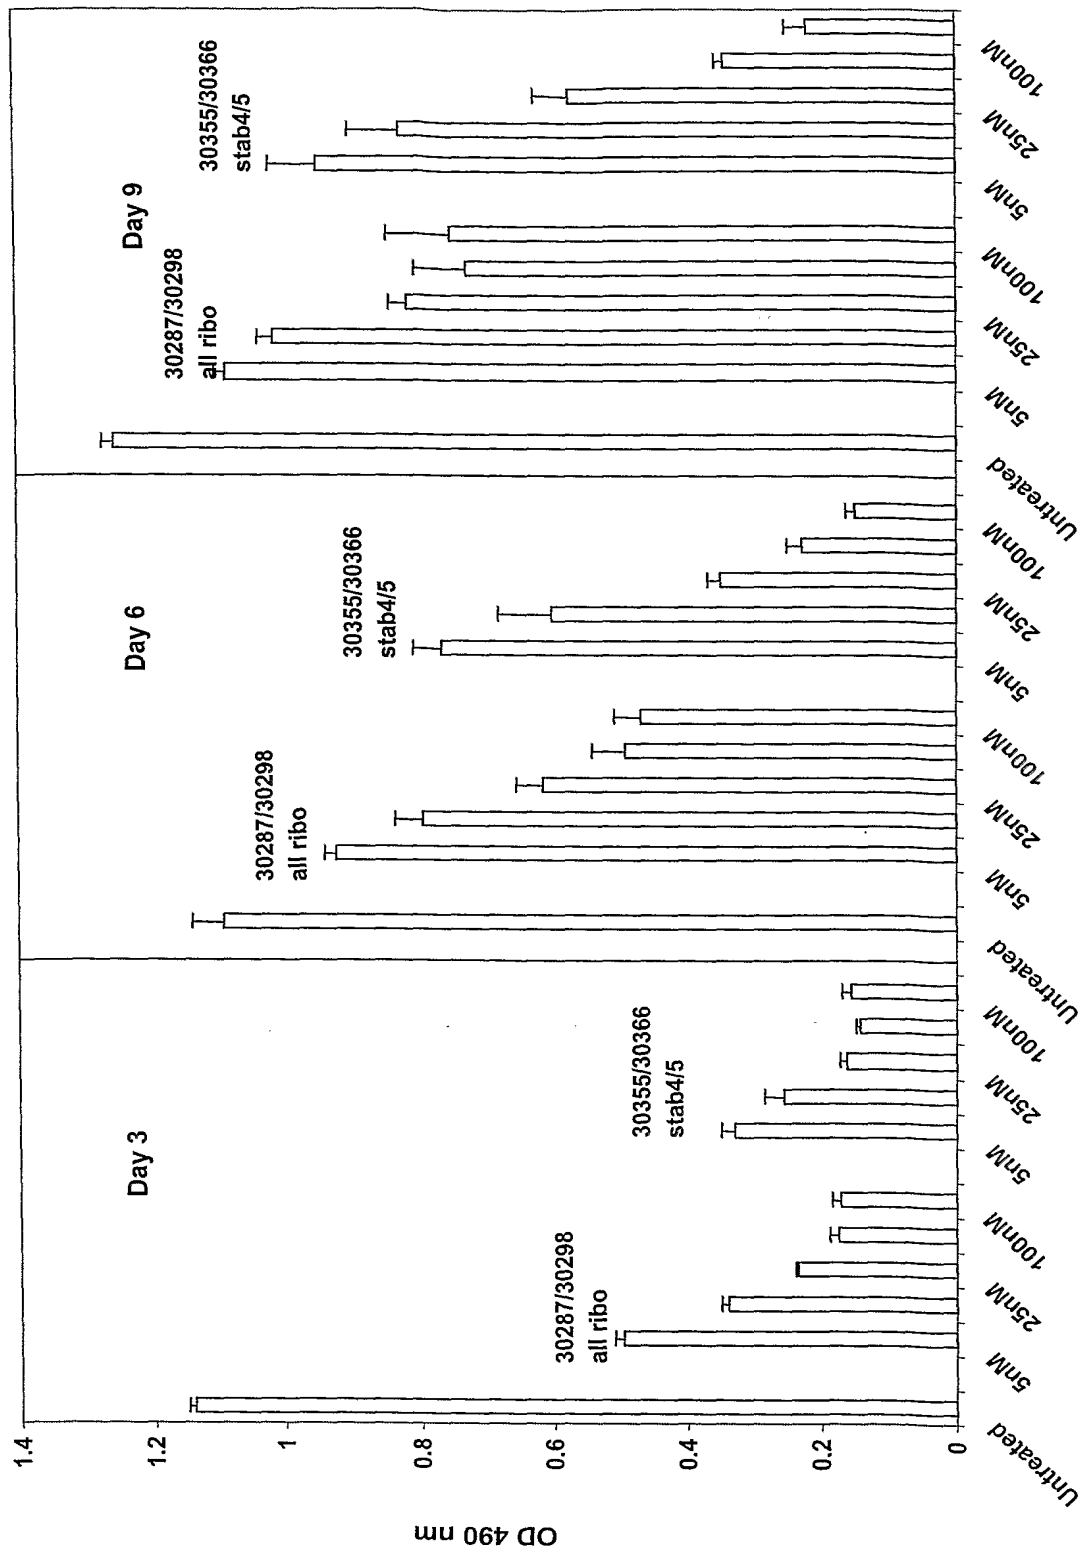 OD 490 nm
1.4
1.2
1
0.8
0.6
0.4
0.2
0
Day 3
30287/30298
all ribo
30355/30366
stab4/5
Untreated
5nM
25nM
100nM
5nM
25nM
100nM
Day 6
30287/30298
all ribo
30355/30366
stab4/5
Untreated
5nM
25nM
100nM
5nM
25nM
100nM
Day 9
30287/30298
all ribo
30355/30366
stab4/5
Untreated
5nM
25nM
100nM
5nM
25nM
100nM